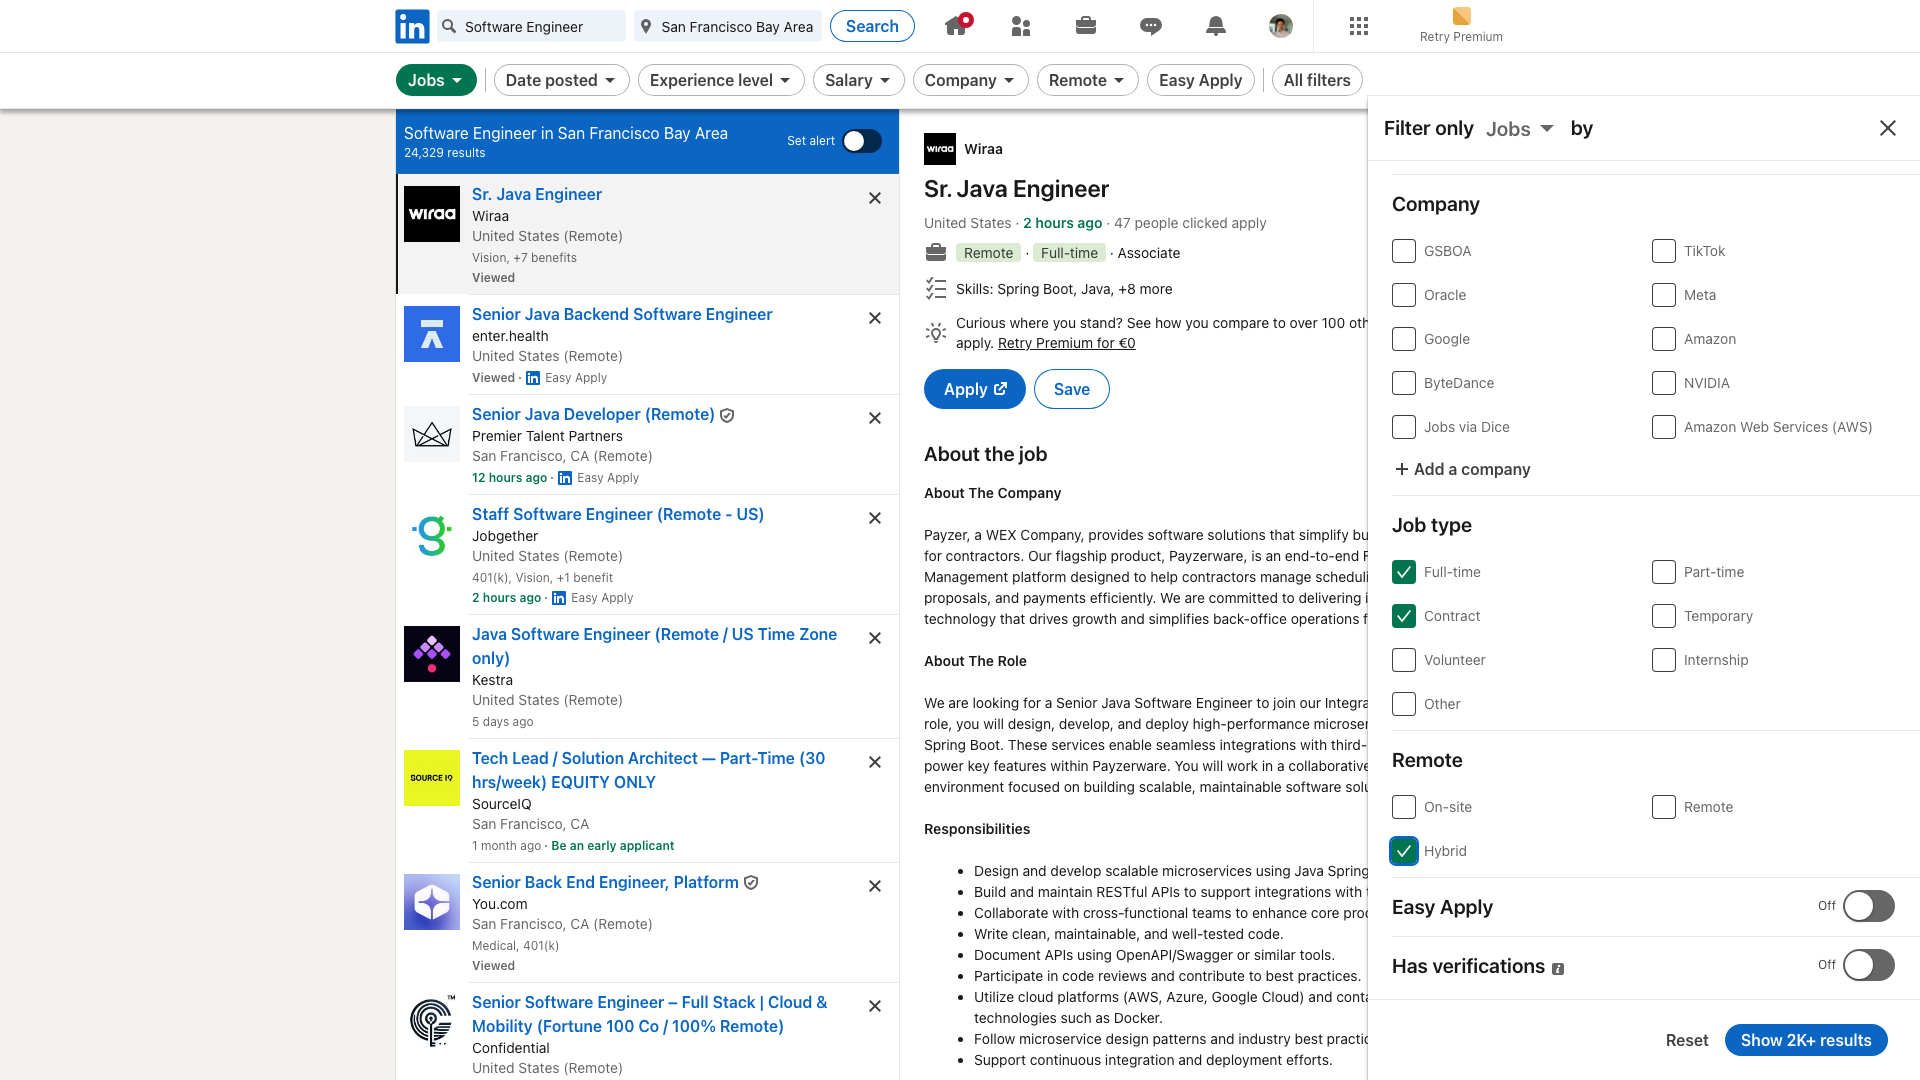 in
Software Engineer
San Francisco Bay Area
Search
Retry Premium
Jobs
Date posted
Experience level
Salary
Company
Remote
Easy Apply
All filters
Software Engineer in San Francisco Bay Area
24,329 results
Set alert
wiraa
Sr. Java Engineer
Wiraa
United States (Remote)
Vision, +7 benefits
Viewed
Senior Java Backend Software Engineer
enter.health
United States (Remote)
Viewed · in Easy Apply
Senior Java Developer (Remote)
Premier Talent Partners
San Francisco, CA (Remote)
12 hours ago · in Easy Apply
Staff Software Engineer (Remote - US)
Jobgether
United States (Remote)
401(k), Vision, +1 benefit
2 hours ago · in Easy Apply
Java Software Engineer (Remote / US Time Zone
only)
Kestra
United States (Remote)
5 days ago
SOURCE IQ
Tech Lead / Solution Architect — Part-Time (30
hrs/week) EQUITY ONLY
SourceIQ
San Francisco, CA
1 month ago · Be an early applicant
Senior Back End Engineer, Platform
You.com
San Francisco, CA (Remote)
Medical, 401(k)
Viewed
TM
Senior Software Engineer – Full Stack | Cloud &
Mobility (Fortune 100 Co / 100% Remote)
Confidential
United States (Remote)
wiraa
Wiraa
Sr. Java Engineer
United States · 2 hours ago · 47 people clicked apply
Remote · Full-time · Associate
Skills: Spring Boot, Java, +8 more
Curious where you stand? See how you compare to over 100 oth
apply. Retry Premium for €0
Apply
Save
About the job
About The Company
Payzer, a WEX Company, provides software solutions that simplify bu
for contractors. Our flagship product, Payzerware, is an end-to-end F
Management platform designed to help contractors manage scheduli
proposals, and payments efficiently. We are committed to delivering i
technology that drives growth and simplifies back-office operations f
About The Role
We are looking for a Senior Java Software Engineer to join our Integra
role, you will design, develop, and deploy high-performance microser
Spring Boot. These services enable seamless integrations with third-
power key features within Payzerware. You will work in a collaborative
environment focused on building scalable, maintainable software solu
Responsibilities
• Design and develop scalable microservices using Java Spring
• Build and maintain RESTful APIs to support integrations with t
• Collaborate with cross-functional teams to enhance core prod
• Write clean, maintainable, and well-tested code.
• Document APIs using OpenAPI/Swagger or similar tools.
• Participate in code reviews and contribute to best practices.
• Utilize cloud platforms (AWS, Azure, Google Cloud) and conta
technologies such as Docker.
• Follow microservice design patterns and industry best practic
• Support continuous integration and deployment efforts.
Filter only Jobs by
Company
GSBOA
TikTok
Oracle
Meta
Google
Amazon
ByteDance
NVIDIA
Jobs via Dice
Amazon Web Services (AWS)
+ Add a company
Job type
Full-time
Part-time
Contract
Temporary
Volunteer
Internship
Other
Remote
On-site
Remote
Hybrid
Easy Apply
Off
Has verifications
Off
Reset
Show 2K+ results